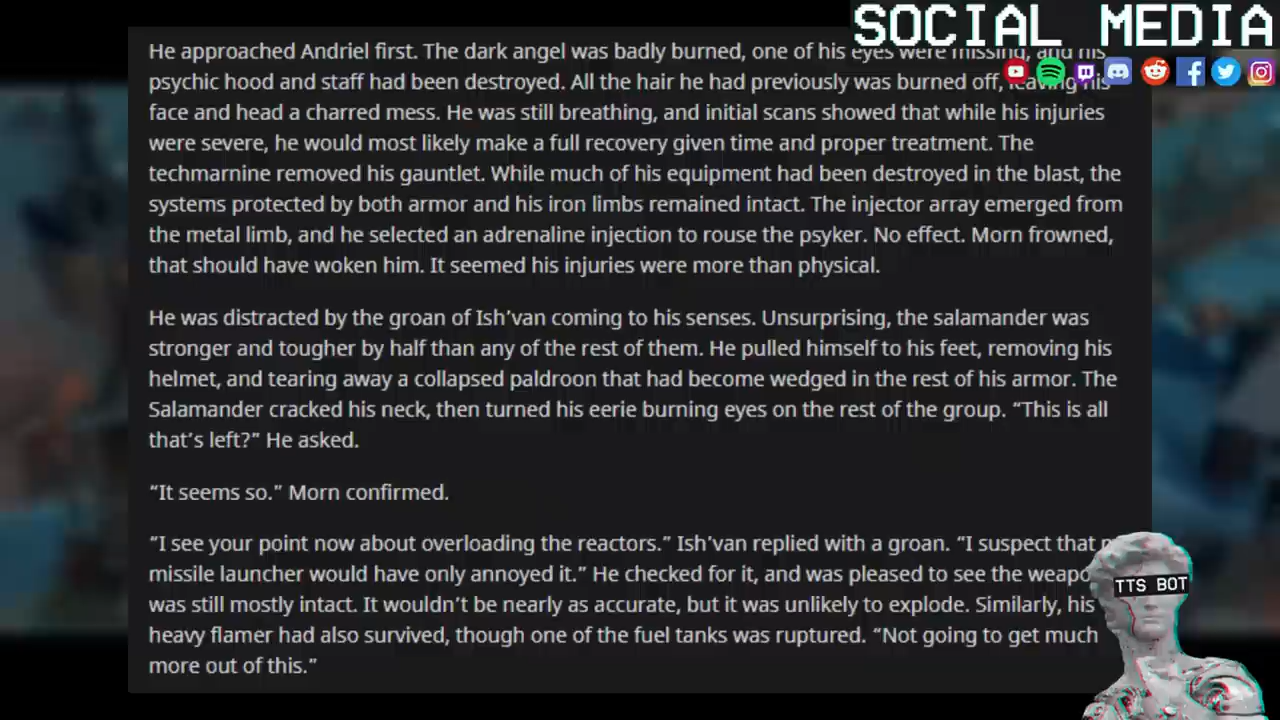 SOCIAL MEDIA
He approached Andriel first. The dark angel was badly burned, one of his eyes were missing, and his
psychic hood and staff had been destroyed. All the hair he had previously was burned off, leaving his
face and head a charred mess. He was still breathing, and initial scans showed that while his injuries
were severe, he would most likely make a full recovery given time and proper treatment. The
techmarnine removed his gauntlet. While much of his equipment had been destroyed in the blast, the
systems protected by both armor and his iron limbs remained intact. The injector array emerged from
the metal limb, and he selected an adrenaline injection to rouse the psyker. No effect. Morn frowned,
that should have woken him. It seemed his injuries were more than physical.
He was distracted by the groan of Ish’van coming to his senses. Unsurprising, the salamander was
stronger and tougher by half than any of the rest of them. He pulled himself to his feet, removing his
helmet, and tearing away a collapsed paldroon that had become wedged in the rest of his armor. The
Salamander cracked his neck, then turned his eerie burning eyes on the rest of the group. “This is all
that’s left?” He asked.
“It seems so.” Morn confirmed.
“I see your point now about overloading the reactors.” Ish’van replied with a groan. “I suspect that
missile launcher would have only annoyed it.” He checked for it, and was pleased to see the
was still mostly intact. It wouldn’t be nearly as accurate, but it was unlikely to explode. Similarly, his
heavy flamer had also survived, though one of the fuel tanks was ruptured. “Not going to get much
more out of this.”
TTS BOT